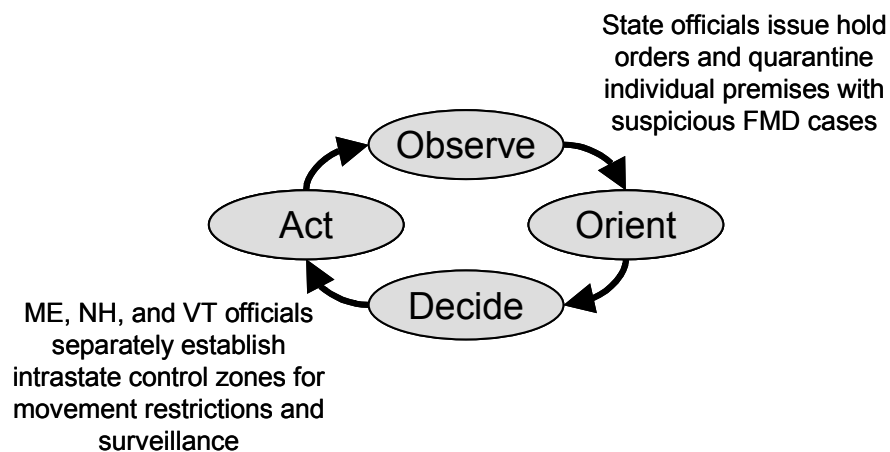 State officials issue hold
orders and quarantine
individual premises with
suspicious FMD cases
Observe
Act
Orient
Decide
ME, NH, and VT officials
separately establish
intrastate control zones for
movement restrictions and
surveillance